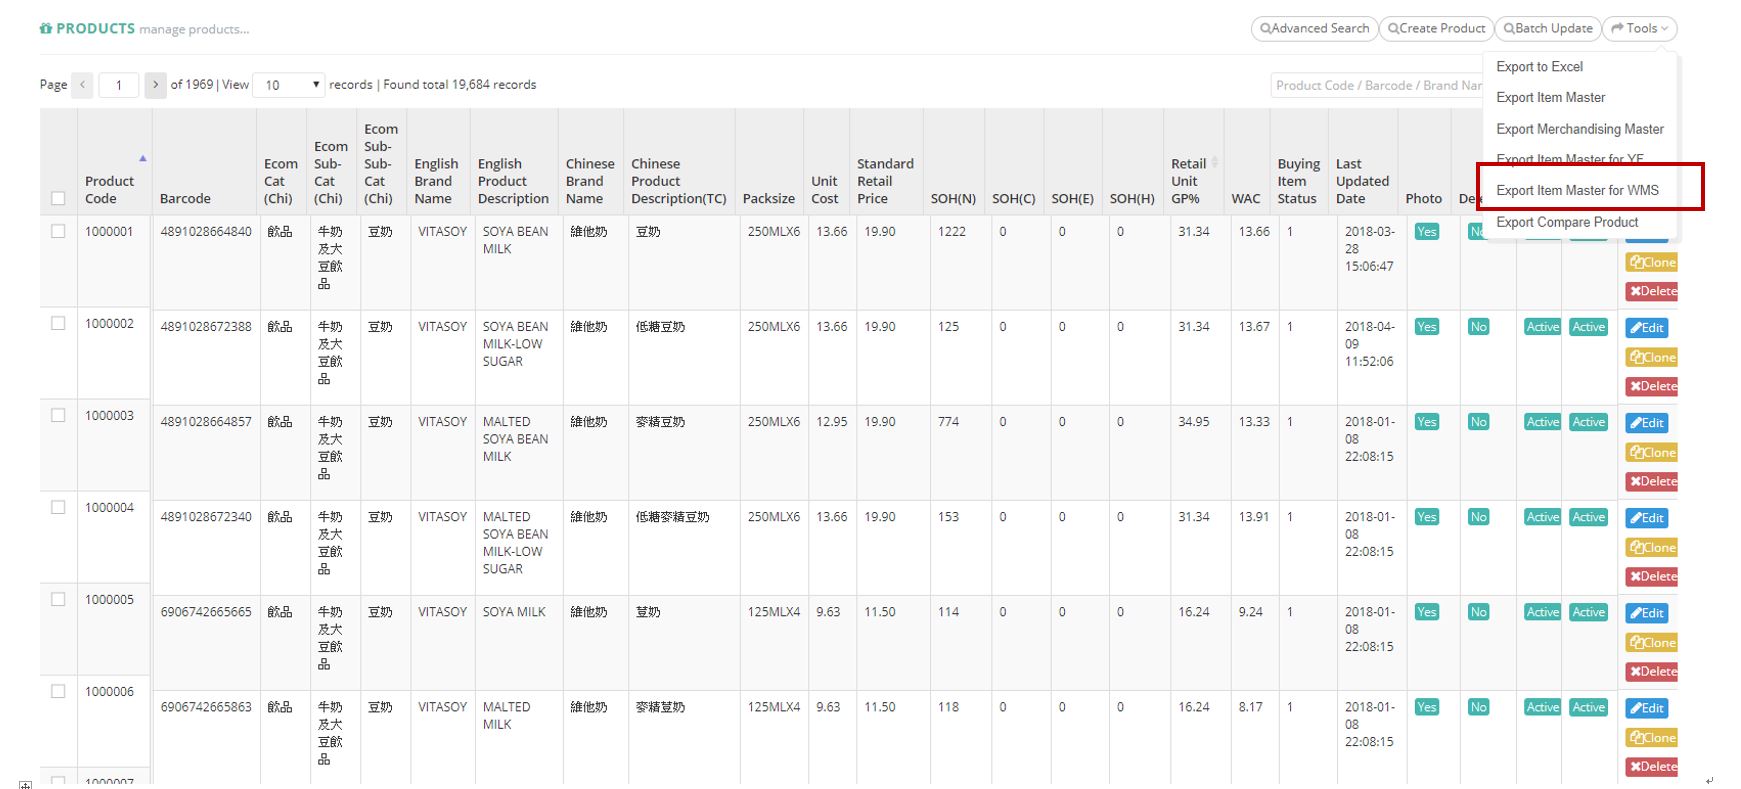 PRODUCTS manage products...
Advanced Search Create Product Batch Update Tools
Page 1 of 1969 | View 10 records | Found total 19,684 records
Product Code / Barcode / Brand Nar
Export to Excel
Export Item Master
Export Merchandising Master
Export Item Master for YF
Export Item Master for WMS
Export Compare Product
Product Code Barcode Ecom Cat (Chi) Ecom Sub-Cat (Chi) Ecom Sub-Sub-Cat (Chi) English Brand Name English Product Description Chinese Brand Name Chinese Product Description(TC) Packsize Unit Cost Standard Retail Price SOH(N) SOH(C) SOH(E) SOH(H) Retail Unit GP% WAC Buying Item Status Last Updated Date Photo
1000001 4891028664840 飲品 牛奶及大豆飲品 豆奶 VITASOY SOYA BEAN MILK 維他奶 豆奶 250MLX6 13.66 19.90 1222 0 0 0 31.34 13.66 1 2018-03-28 15:06:47 Yes No Clone Delete
1000002 4891028672388 飲品 牛奶及大豆飲品 豆奶 VITASOY SOYA BEAN MILK-LOW SUGAR 維他奶 低糖豆奶 250MLX6 13.66 19.90 125 0 0 0 31.34 13.67 1 2018-04-09 11:52:06 Yes No Active Active Edit Clone Delete
1000003 4891028664857 飲品 牛奶及大豆飲品 豆奶 VITASOY MALTED SOYA BEAN MILK 維他奶 麥精豆奶 250MLX6 12.95 19.90 774 0 0 0 34.95 13.33 1 2018-01-08 22:08:15 Yes No Active Active Edit Clone Delete
1000004 4891028672340 飲品 牛奶及大豆飲品 豆奶 VITASOY MALTED SOYA BEAN MILK-LOW SUGAR 維他奶 低糖麥精豆奶 250MLX6 13.66 19.90 153 0 0 0 31.34 13.91 1 2018-01-08 22:08:15 Yes No Active Active Edit Clone Delete
1000005 6906742665665 飲品 牛奶及大豆飲品 豆奶 VITASOY SOYA MILK 維他奶 荳奶 125MLX4 9.63 11.50 114 0 0 0 16.24 9.24 1 2018-01-08 22:08:15 Yes No Active Active Edit Clone Delete
1000006 6906742665863 飲品 牛奶及大豆飲品 豆奶 VITASOY MALTED MILK 維他奶 麥精荳奶 125MLX4 9.63 11.50 118 0 0 0 16.24 8.17 1 2018-01-08 22:08:15 Yes No Active Active Edit Clone Delete
1000007